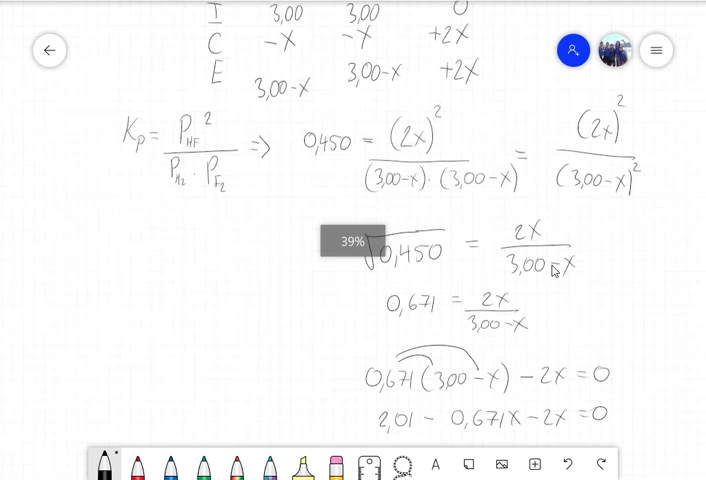 I 3,00 3,00 0
C -X -X +2X
E 3,00-X 3,00-X +2X
Kp = P_HF² / P_H₂ · P_F₂ => 0,450 = (2x)² / (3,00-x) · (3,00-x) = (2x)² / (3,00-x)²
39%
√0,450 = 2X / 3,00-X
0,671 = 2X / 3,00-X
0,671(3,00-X) - 2X = 0
2,01 - 0,671X - 2X = 0
A